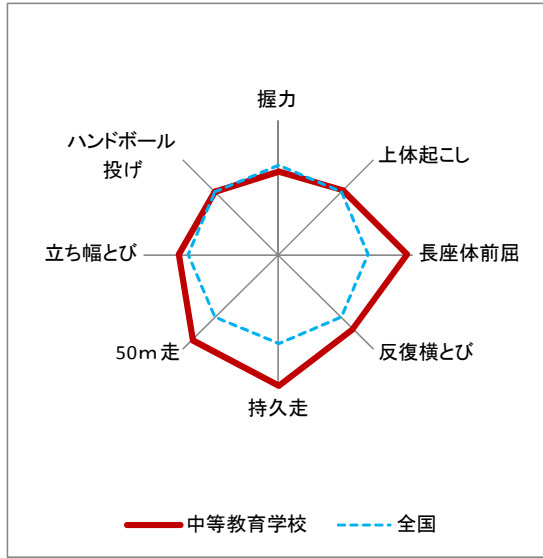 握力
ハンドボール
投げ
上体起こし
立ち幅とび
長座体前屈
50m走
反復横とび
持久走
中等教育学校
全国